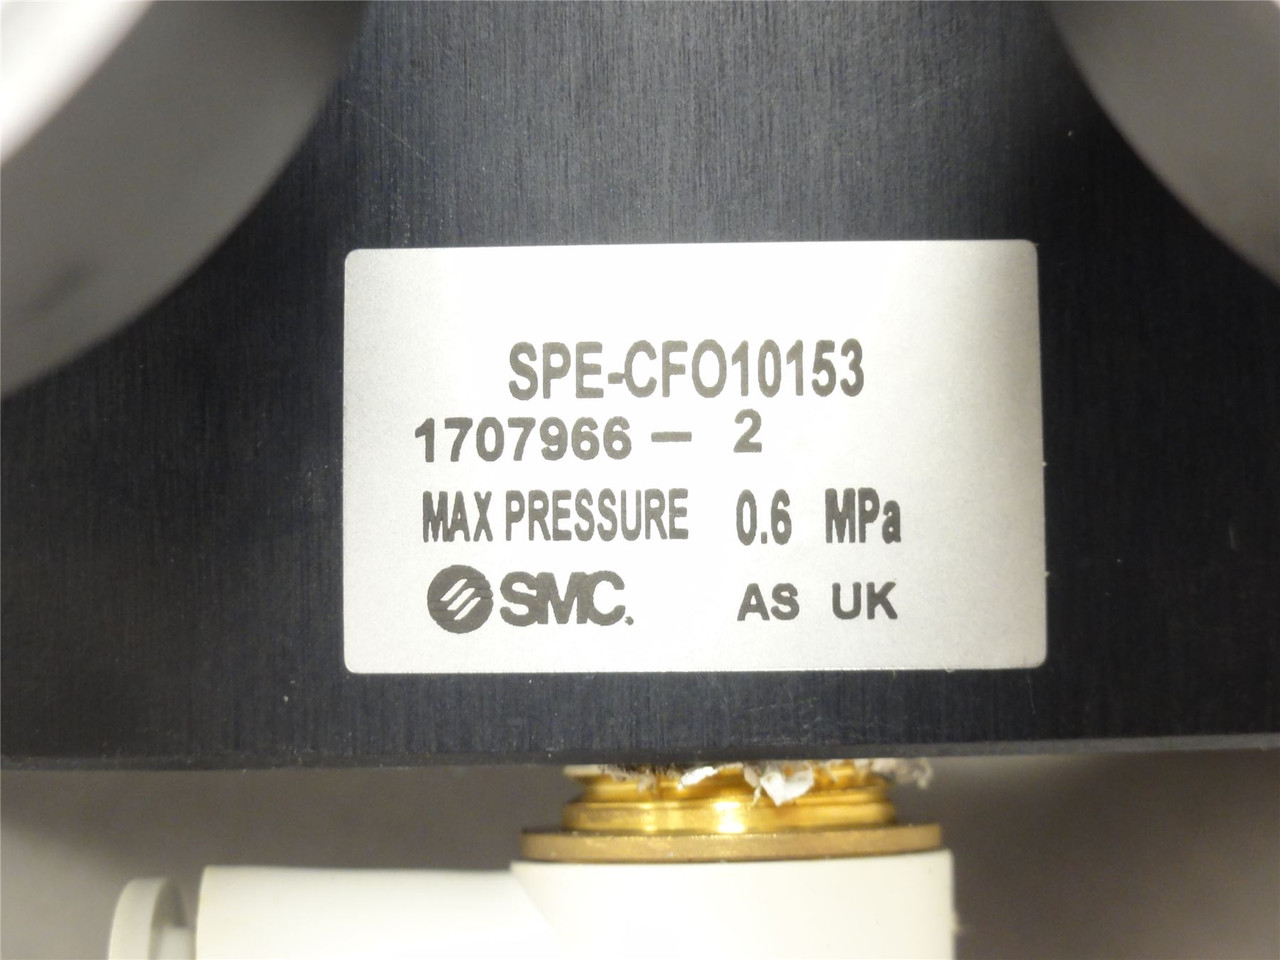 SPE-CFO10153
1707966 - 2
MAX PRESSURE 0.6 MPa
SMC. AS UK